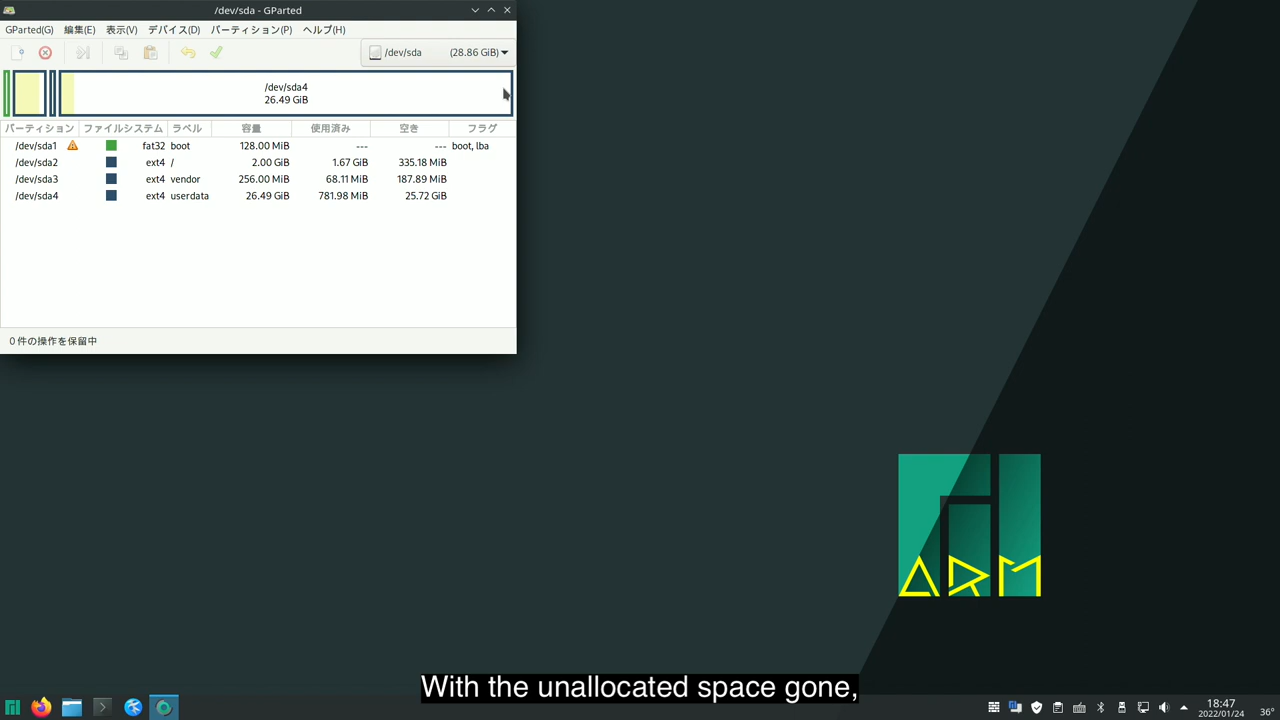 /dev/sda - GParted
GParted(G) 編集(E) 表示(V) デバイス(D) パーティション(P) ヘルプ(H)
/dev/sda (28.86 GiB)
/dev/sda4
26.49 GiB
パーティション ファイルシステム ラベル 容量 使用済み 空き フラグ
/dev/sda1 fat32 boot 128.00 MiB --- --- boot, lba
/dev/sda2 ext4 / 2.00 GiB 1.67 GiB 335.18 MiB
/dev/sda3 ext4 vendor 256.00 MiB 68.11 MiB 187.89 MiB
/dev/sda4 ext4 userdata 26.49 GiB 781.98 MiB 25.72 GiB
0 件の操作を保留中
ARM
With the unallocated space gone,
18:47
2022/01/24
36°